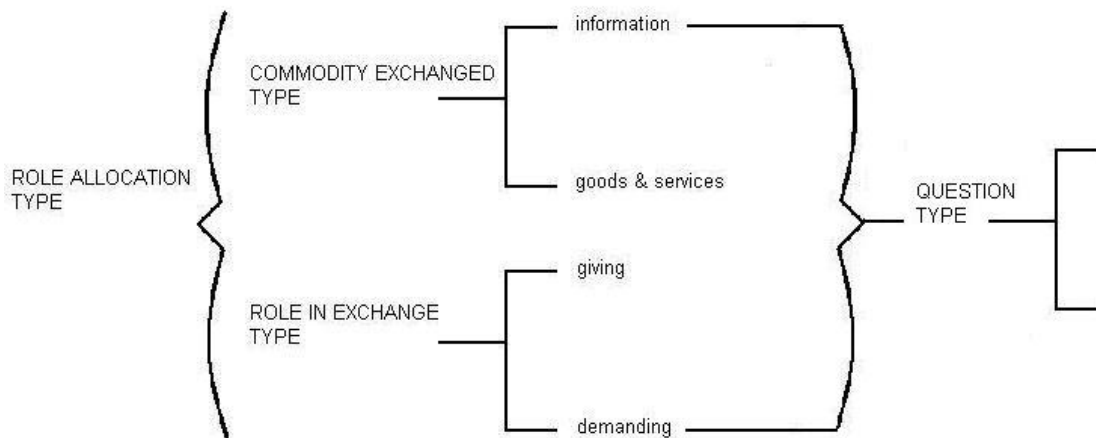 information
COMMODITY EXCHANGED
TYPE
ROLE ALLOCATION
TYPE
goods & services
QUESTION
TYPE
giving
ROLE IN EXCHANGE
TYPE
demanding